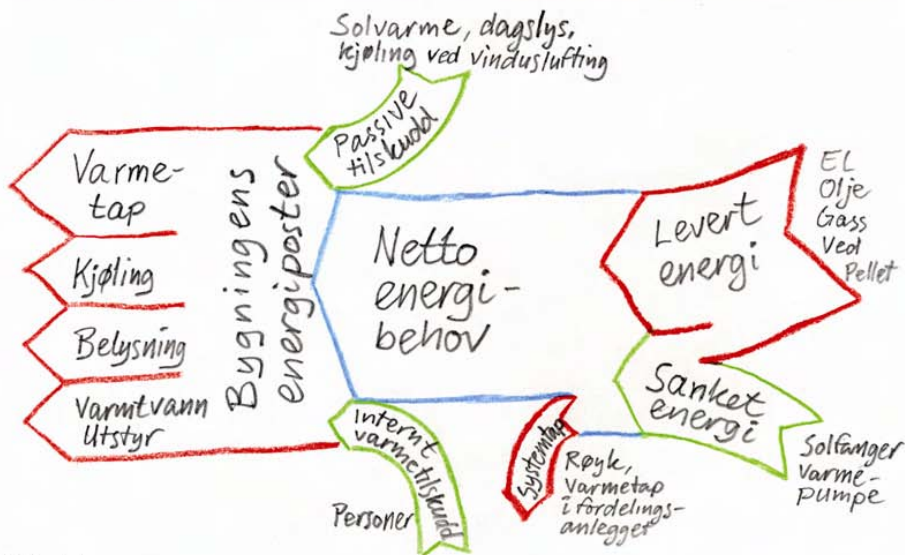 Solvarme, dagslys,
kjøling ved vinduslufting
Passive
tilskudd
Varme-
tap
Kjøling
Belysning
Varmtvann
Utstyr
Bygningens
energiposter
Netto
energi-
behov
Levert
energi
EL
Olje
Gass
Ved
Pellet
Sanket
energi
Solfanger
Varme-
pumpe
Internt
varmetilskudd
Personer
Systemtap
Røyk,
varmetap
i fordelings-
anlegget